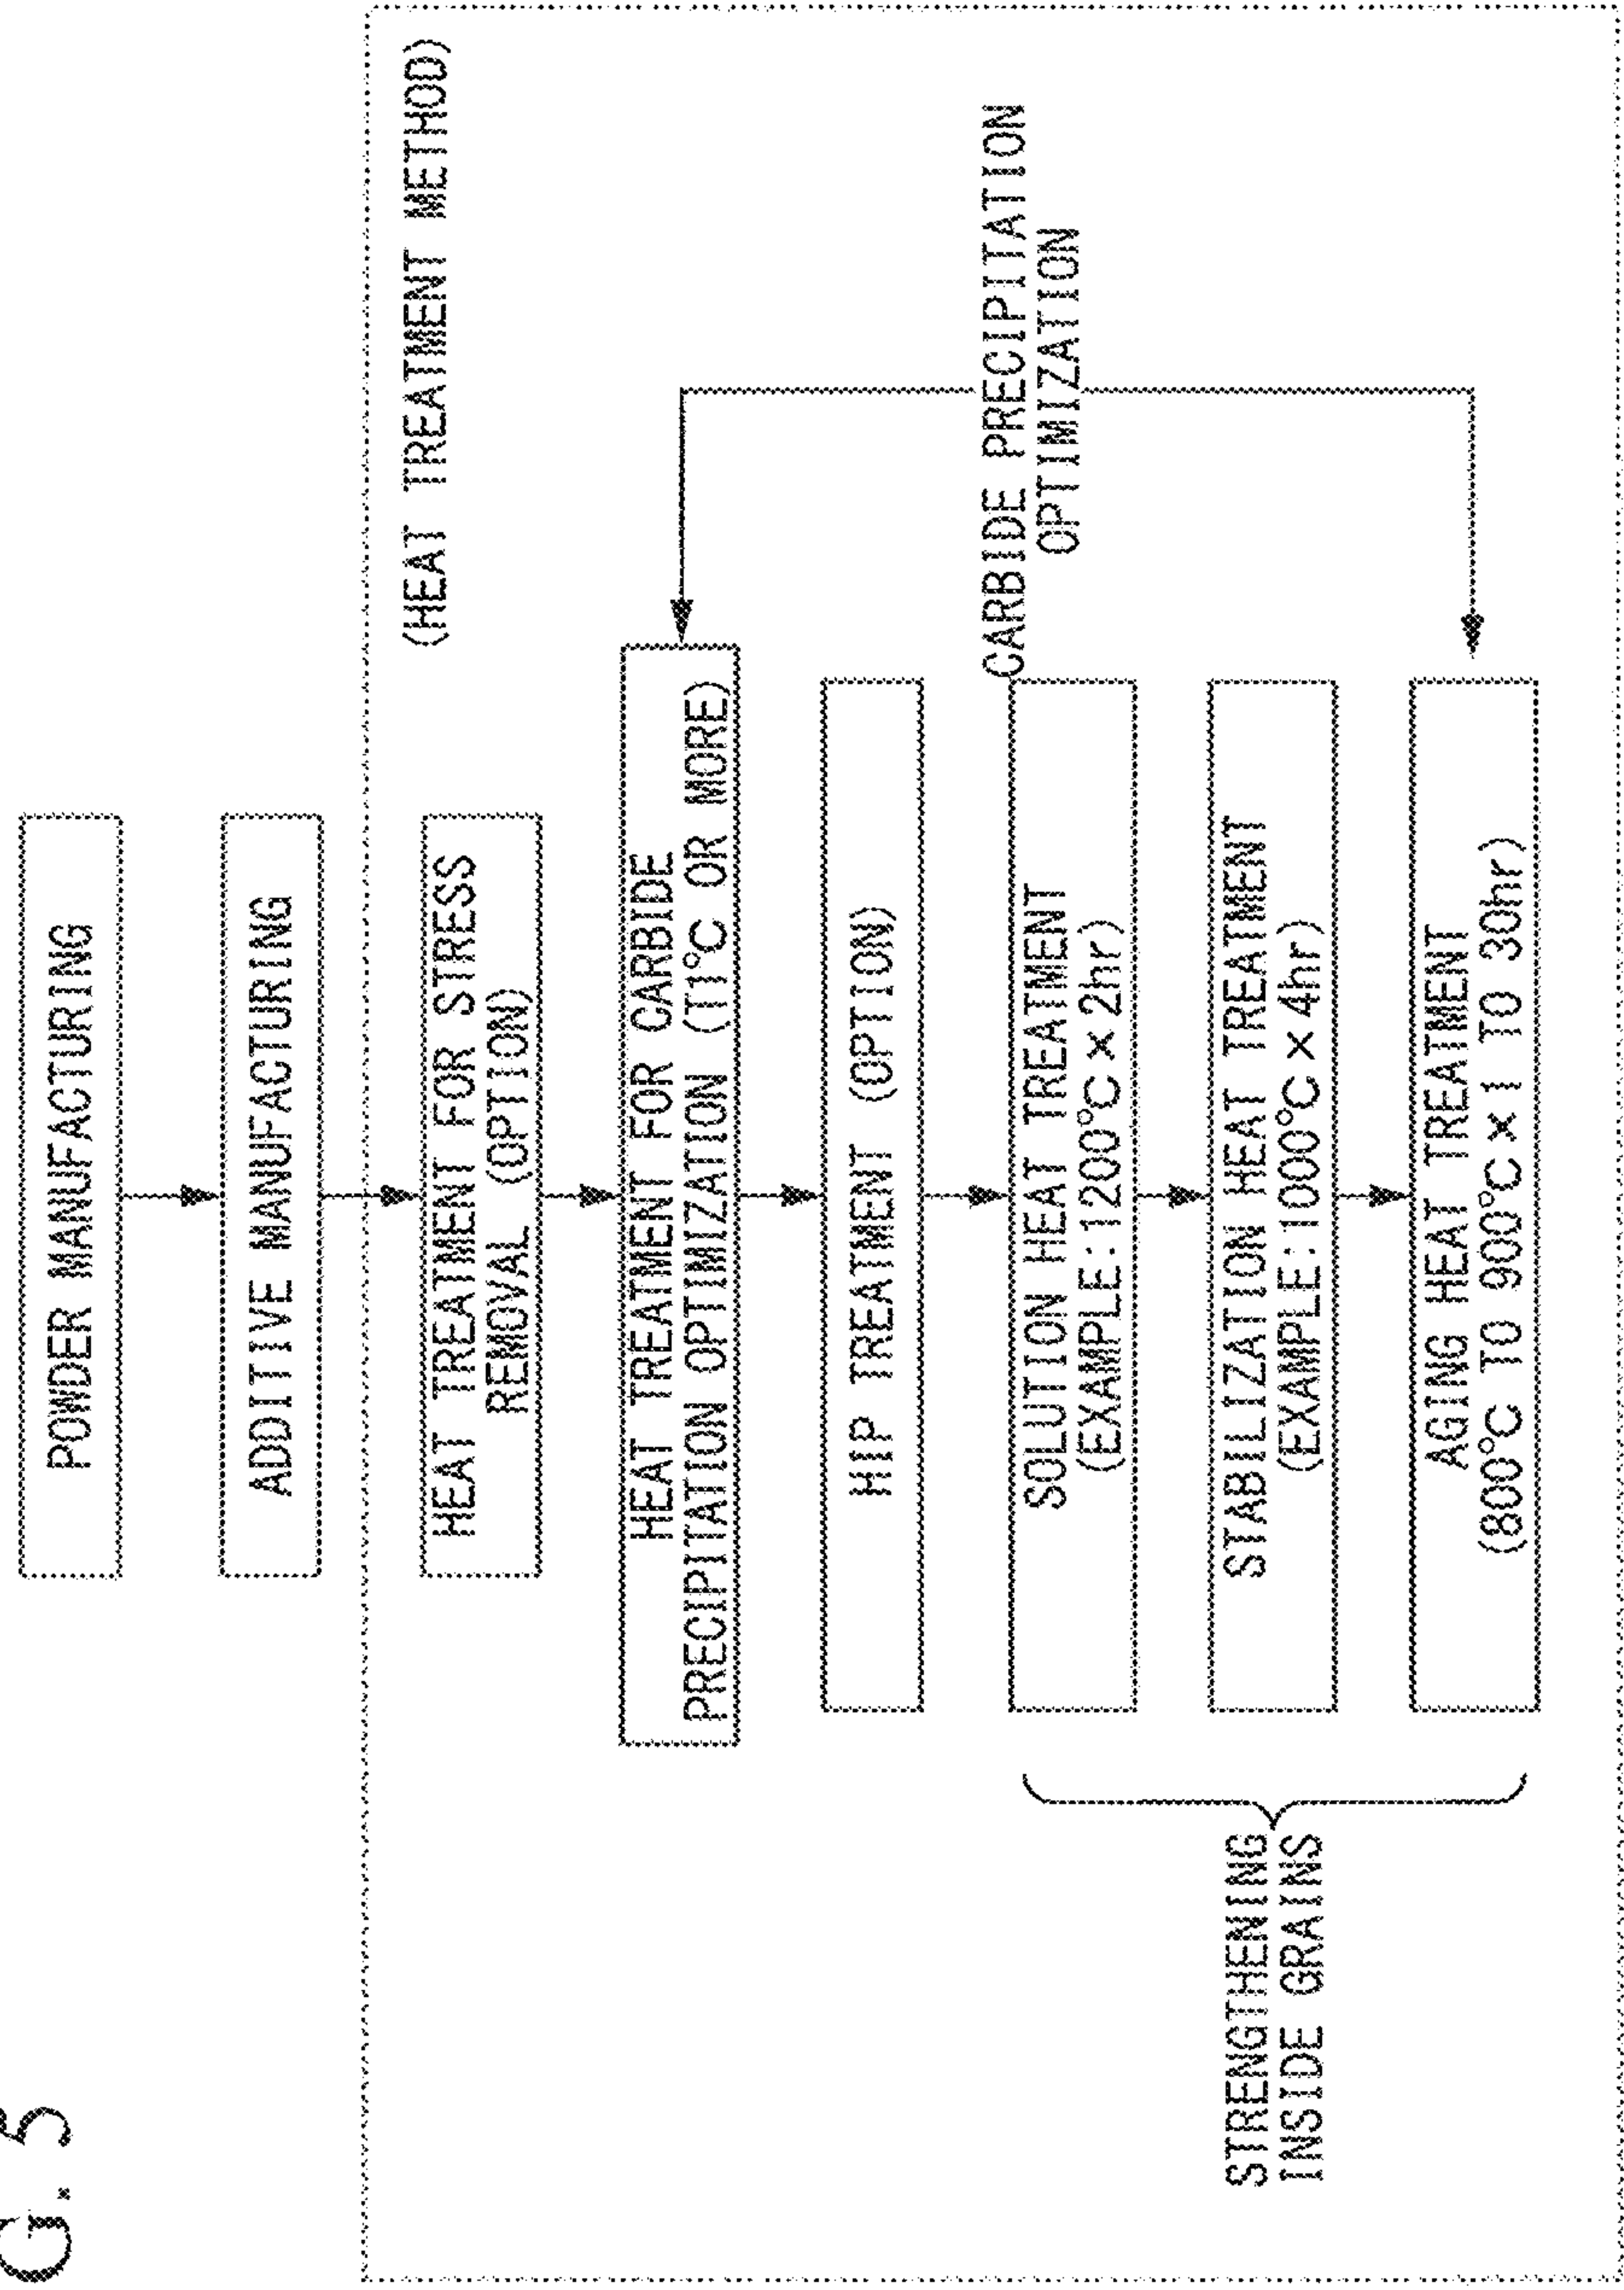 G. 5
POWDER MANUFACTURING
ADDITIVE MANUFACTURING
(HEAT TREATMENT METHOD)
HEAT TREATMENT FOR STRESS
REMOVAL (OPTION)
HEAT TREATMENT FOR CARBIDE
PRECIPITATION OPTIMIZATION (T1℃ OR MORE)
HIP TREATMENT (OPTION)
CARBIDE PRECIPITATION
OPTIMIZATION
SOLUTION HEAT TREATMENT
(EXAMPLE:1200℃×2hr)
STRENGTHENING
INSIDE GRAINS
STABILIZATION HEAT TREATMENT
(EXAMPLE:1000℃×4hr)
AGING HEAT TREATMENT
(800℃ TO 900℃×1 TO 30hr)